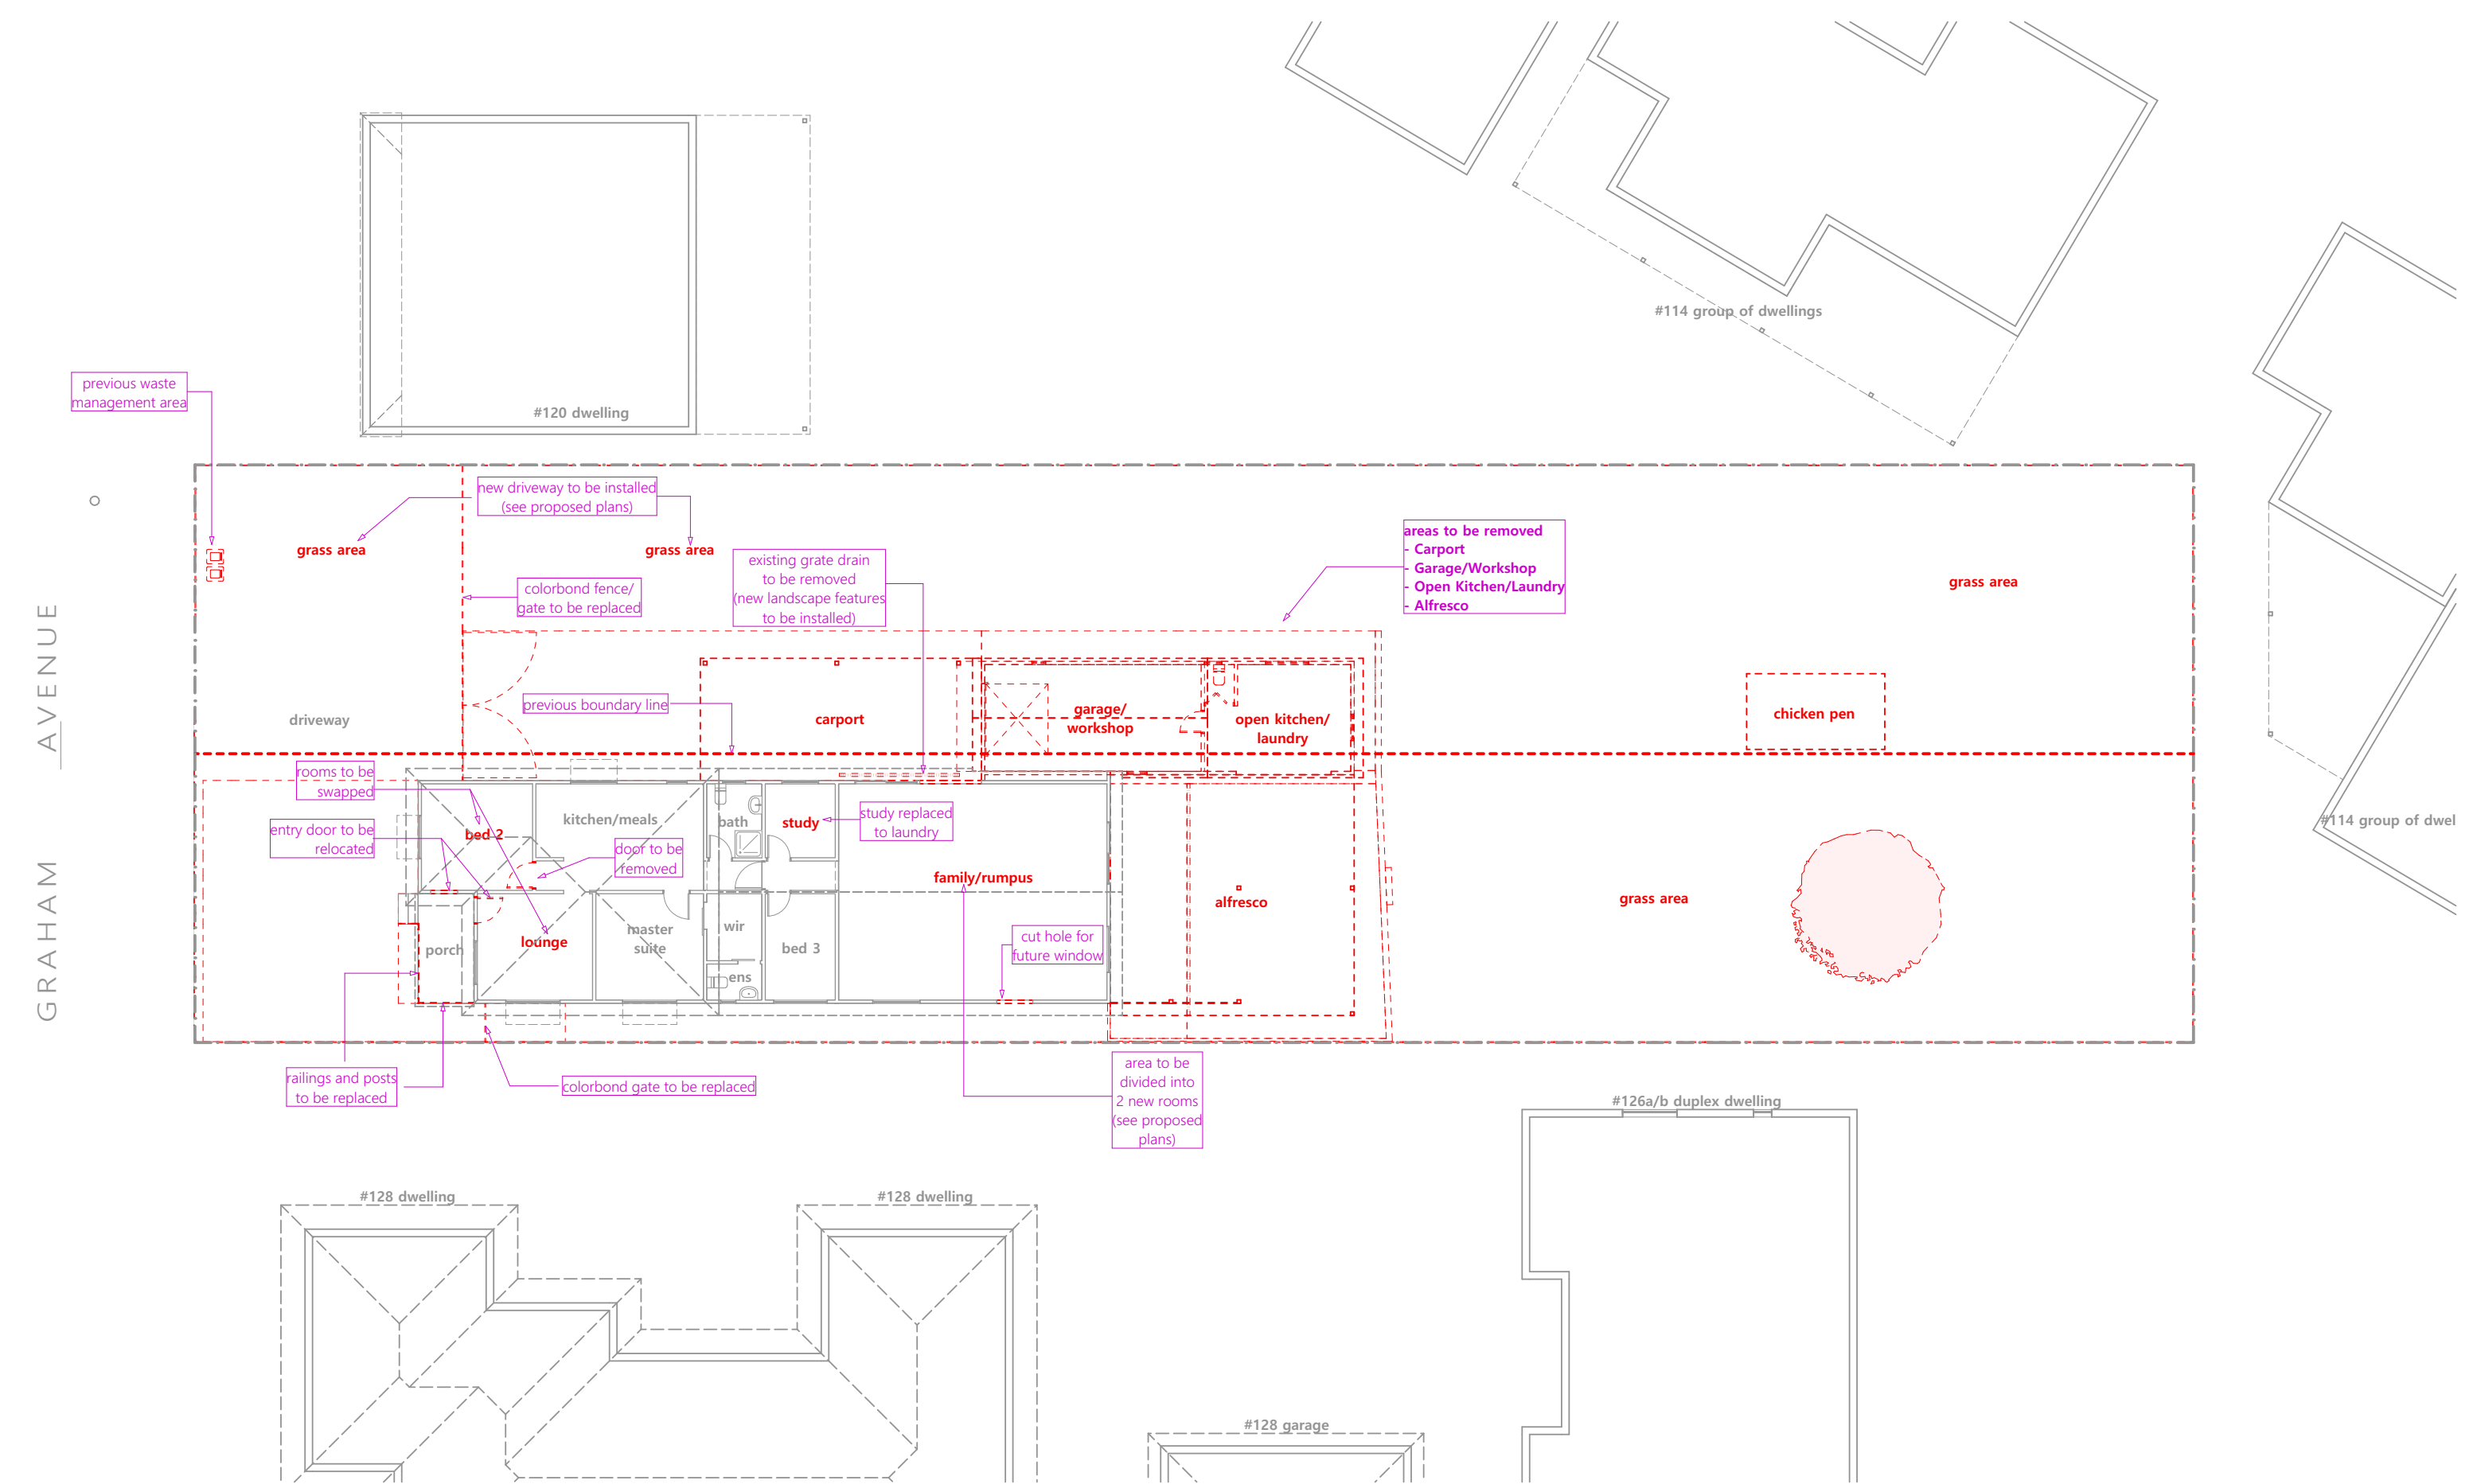 #114 group of dwellings
previous waste
management area
#120 dwelling
new driveway to be installed
(see proposed plans)
grass area
grass area
existing grate drain
to be removed
(new landscape features
to be installed)
areas to be removed
- Carport
- Garage/Workshop
- Open Kitchen/Laundry
- Alfresco
colorbond fence/
gate to be replaced
grass area
GRAHAM AVENUE
previous boundary line
driveway
carport
garage/
workshop
open kitchen/
laundry
chicken pen
rooms to be
swapped
entry door to be
relocated
bed 2
kitchen/meals
bath
study
study replaced
to laundry
door to be
removed
#114 group of dwel
family/rumpus
alfresco
grass area
porch
lounge
master
suite
wir
ens
bed 3
cut hole for
future window
railings and posts
to be replaced
colorbond gate to be replaced
area to be
divided into
2 new rooms
(see proposed
plans)
#126a/b duplex dwelling
#128 dwelling
#128 dwelling
#128 garage